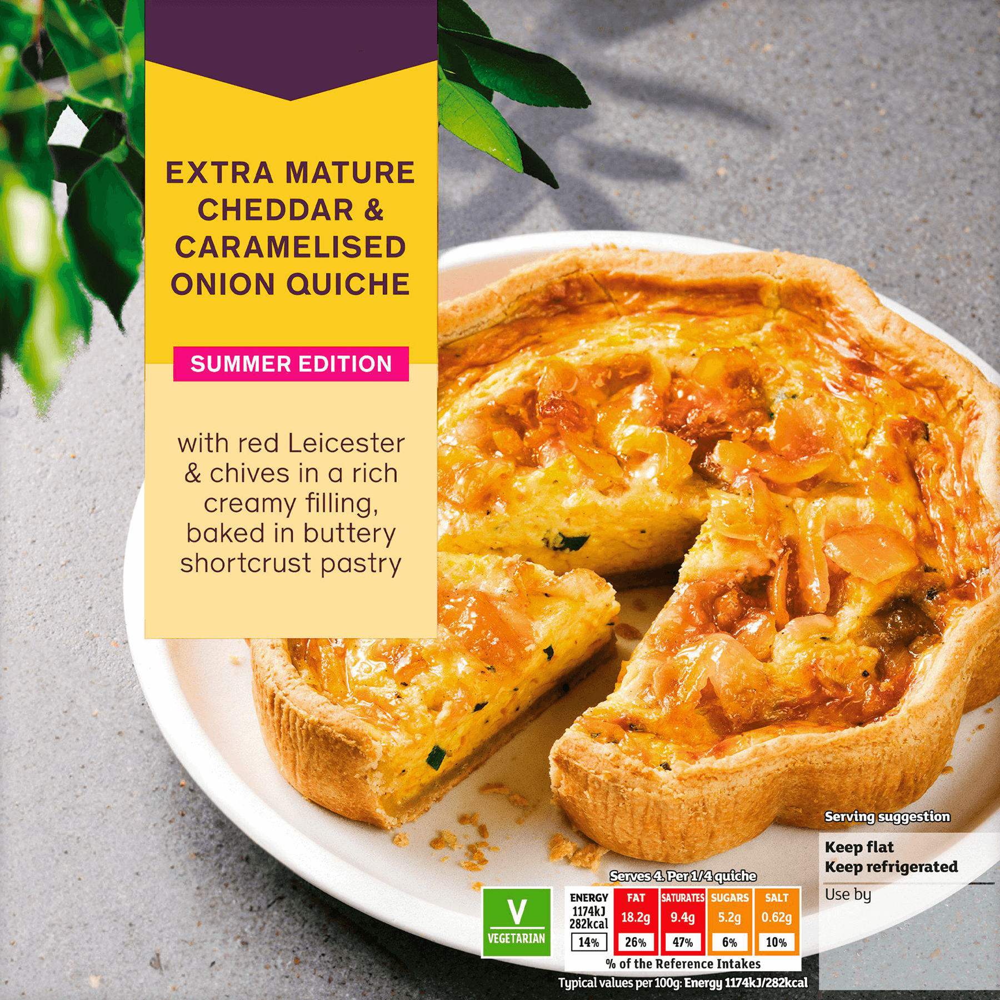 EXTRA MATURE
CHEDDAR &
CARAMELISED
ONION QUICHE
SUMMER EDITION
with red Leicester
& chives in a rich
creamy filling,
baked in buttery
shortcrust pastry
Serving suggestion
Keep flat
Keep refrigerated
Use by
Serves 4. Per 1/4 quiche
V
VEGETARIAN
ENERGY FAT SATURATES SUGARS SALT
1174kJ
282kcal 18.2g 9.4g 5.2g 0.62g
14% 26% 47% 6% 10%
% of the Reference Intakes
Typical values per 100g: Energy 1174kJ/282kcal